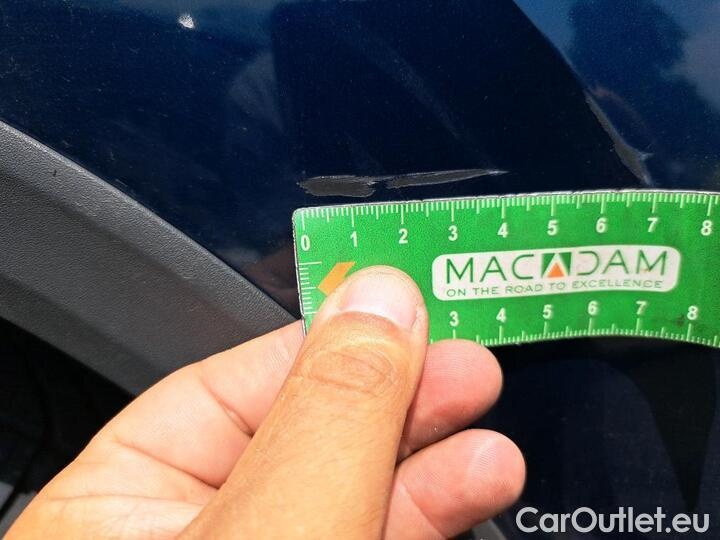 0 1 2 3 4 5 6 7 8
MACADAM
ON THE ROAD TO EXCELLENCE
3 4 5 6 7 8
CarOutlet.eu